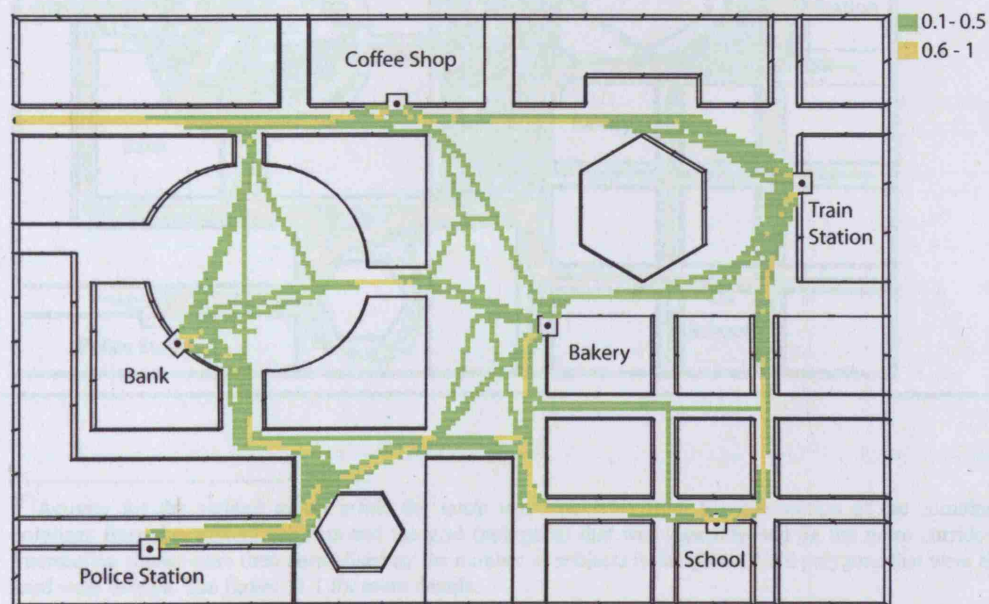 0.1- 0.5
0.6 - 1
Coffee Shop
Train
Station
Bakery
Bank
School
Police Station